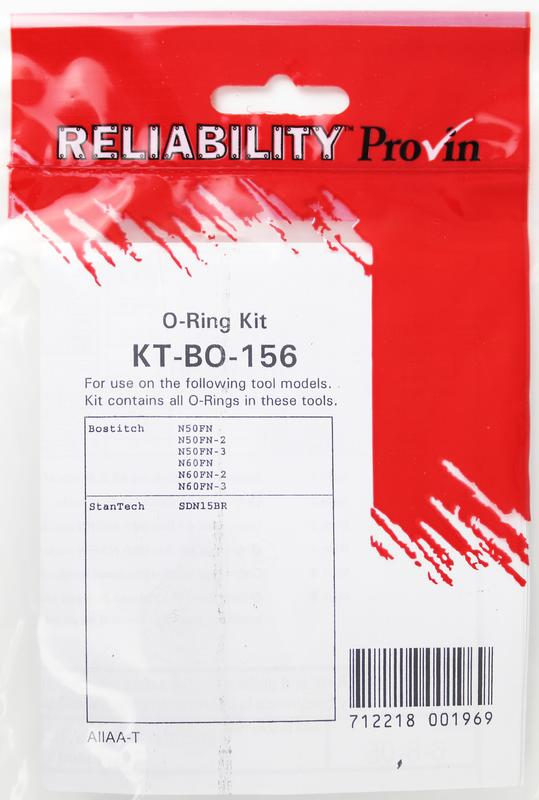 RELIABILITY™ Provin
O-Ring Kit
KT-BO-156
For use on the following tool models.
Kit contains all O-Rings in these tools.
Bostitch N50FN
N50FN-2
N50FN-3
N60FN
N60FN-2
N60FN-3
StanTech SDN15BR
712218 001969
AIIAA-T